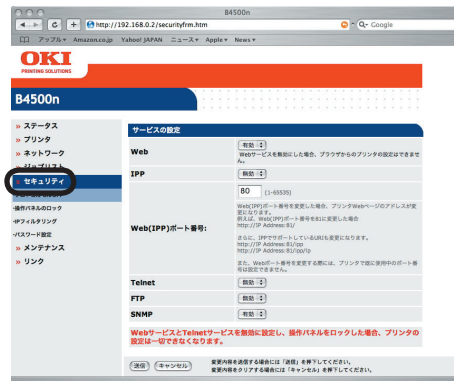 B4500n
http://192.168.0.2/securityfrm.htm
Q- Google
アップル▾ Amazon.co.jp Yahoo! JAPAN ニュース▾ Apple▾ News▾
OKI
PRINTING SOLUTIONS
B4500n
» ステータス
» プリンタ
» ネットワーク
» ジョブリスト
» セキュリティ
・操作パネルのロック
・IPフィルタリング
・パスワード設定
» メンテナンス
» リンク
サービスの設定
Web
有効
Webサービスを無効にした場合、ブラウザからのプリンタの設定はできません。
IPP
無効
Web(IPP)ポート番号:
80 (1-65535)
Web(IPP)ポート番号を変更した場合、プリンタWebページのアドレスが変更になります。
例えば、Web(IPP)ポート番号を81に変更した場合
http://IP Address:81/
さらに、IPPでサポートしているURIも変更になります。
http://IP Address:81/ipp
http://IP Address:81/ipp/lp
また、Webポート番号を変更する際には、プリンタで既に使用中のポート番号は設定できません。
Telnet
無効
FTP
無効
SNMP
有効
WebサービスとTelnetサービスを無効に設定し、操作パネルをロックした場合、プリンタの設定は一切できなくなります。
送信 キャンセル
変更内容を送信する場合には「送信」を押下してください。
変更内容をクリアする場合には「キャンセル」を押下してください。